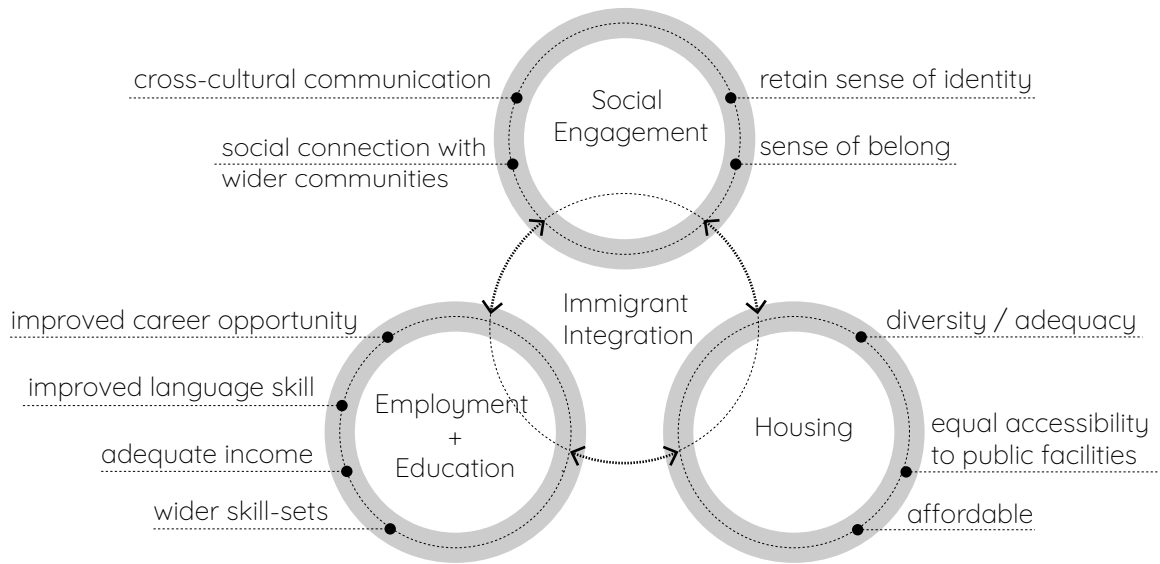 cross-cultural communication
social connection with
wider communities
Social
Engagement
retain sense of identity
sense of belong
Immigrant
Integration
improved career opportunity
improved language skill
adequate income
wider skill-sets
Employment
+
Education
Housing
diversity / adequacy
equal accessibility
to public facilities
affordable